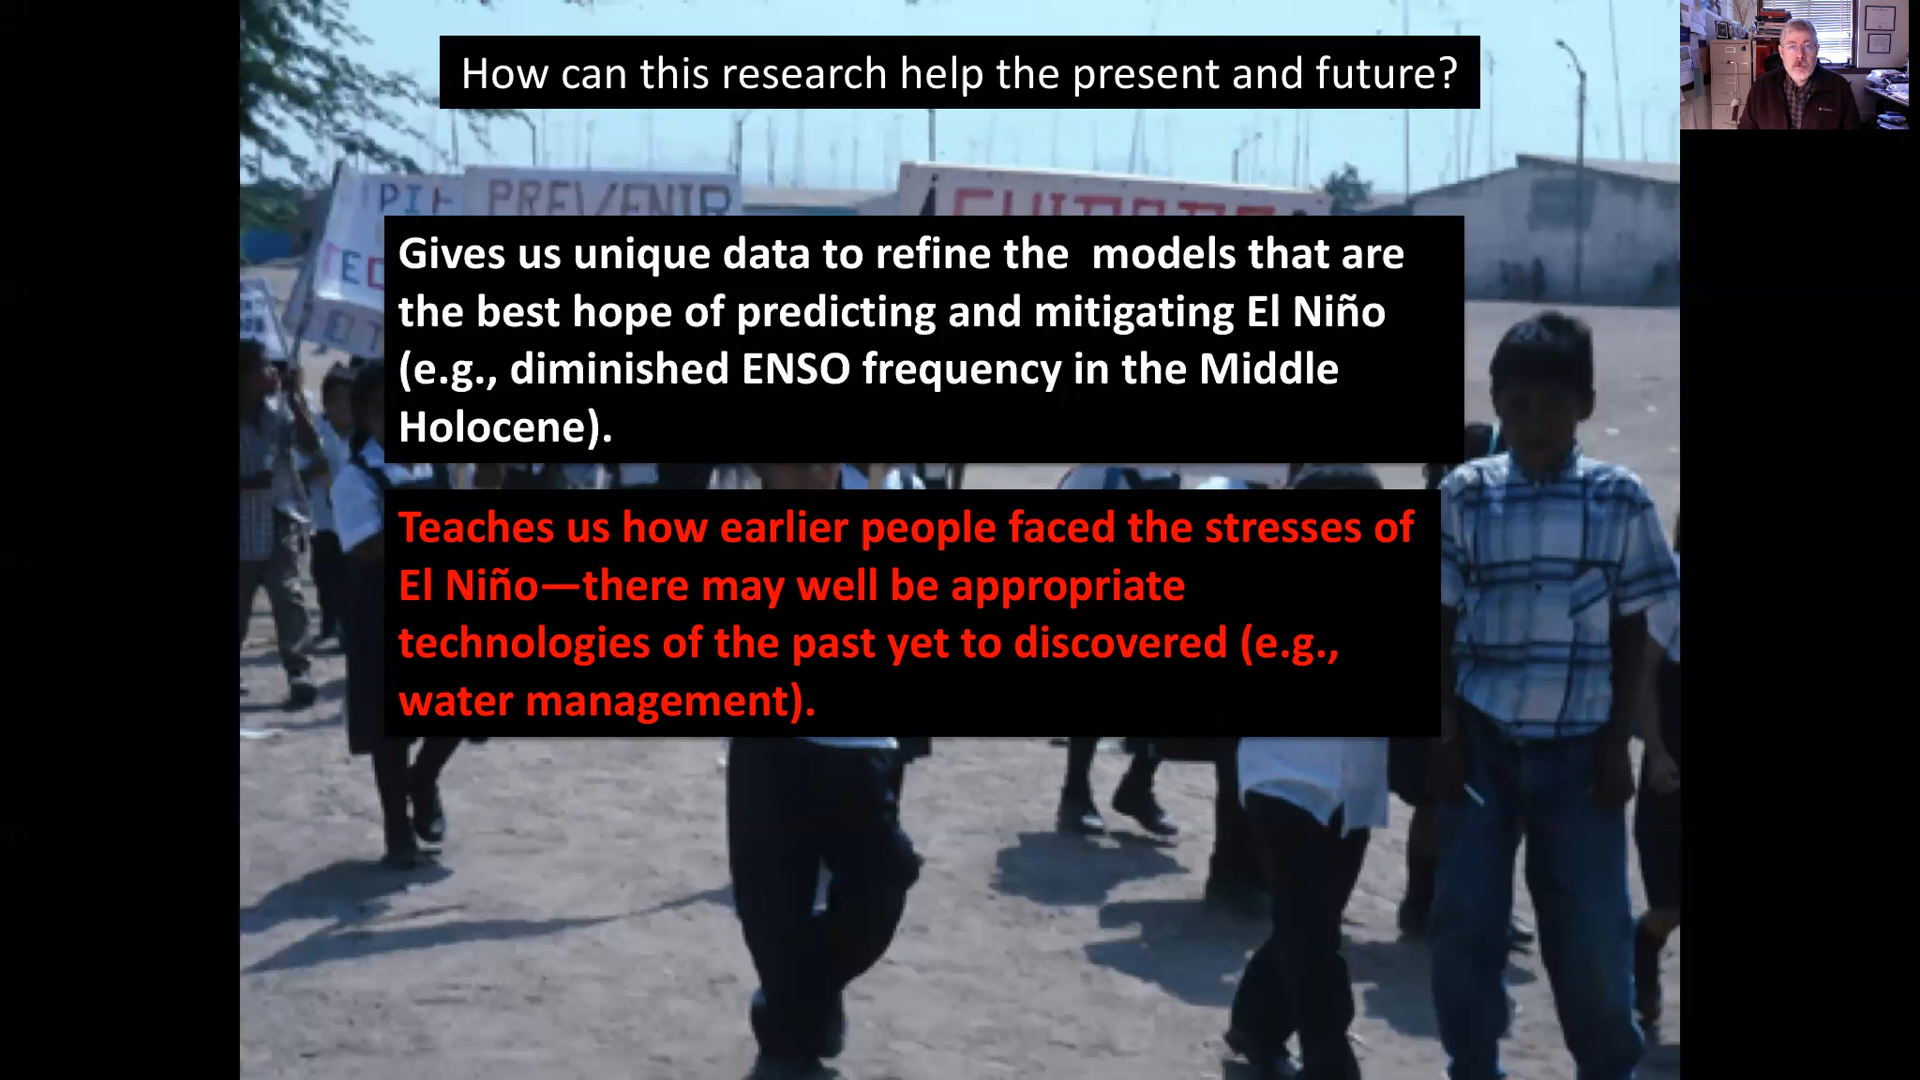 How can this research help the present and future?
PREVENIR
Gives us unique data to refine the  models that are
the best hope of predicting and mitigating El Niño
(e.g., diminished ENSO frequency in the Middle
Holocene).
Teaches us how earlier people faced the stresses of
El Niño—there may well be appropriate
technologies of the past yet to discovered (e.g.,
water management).